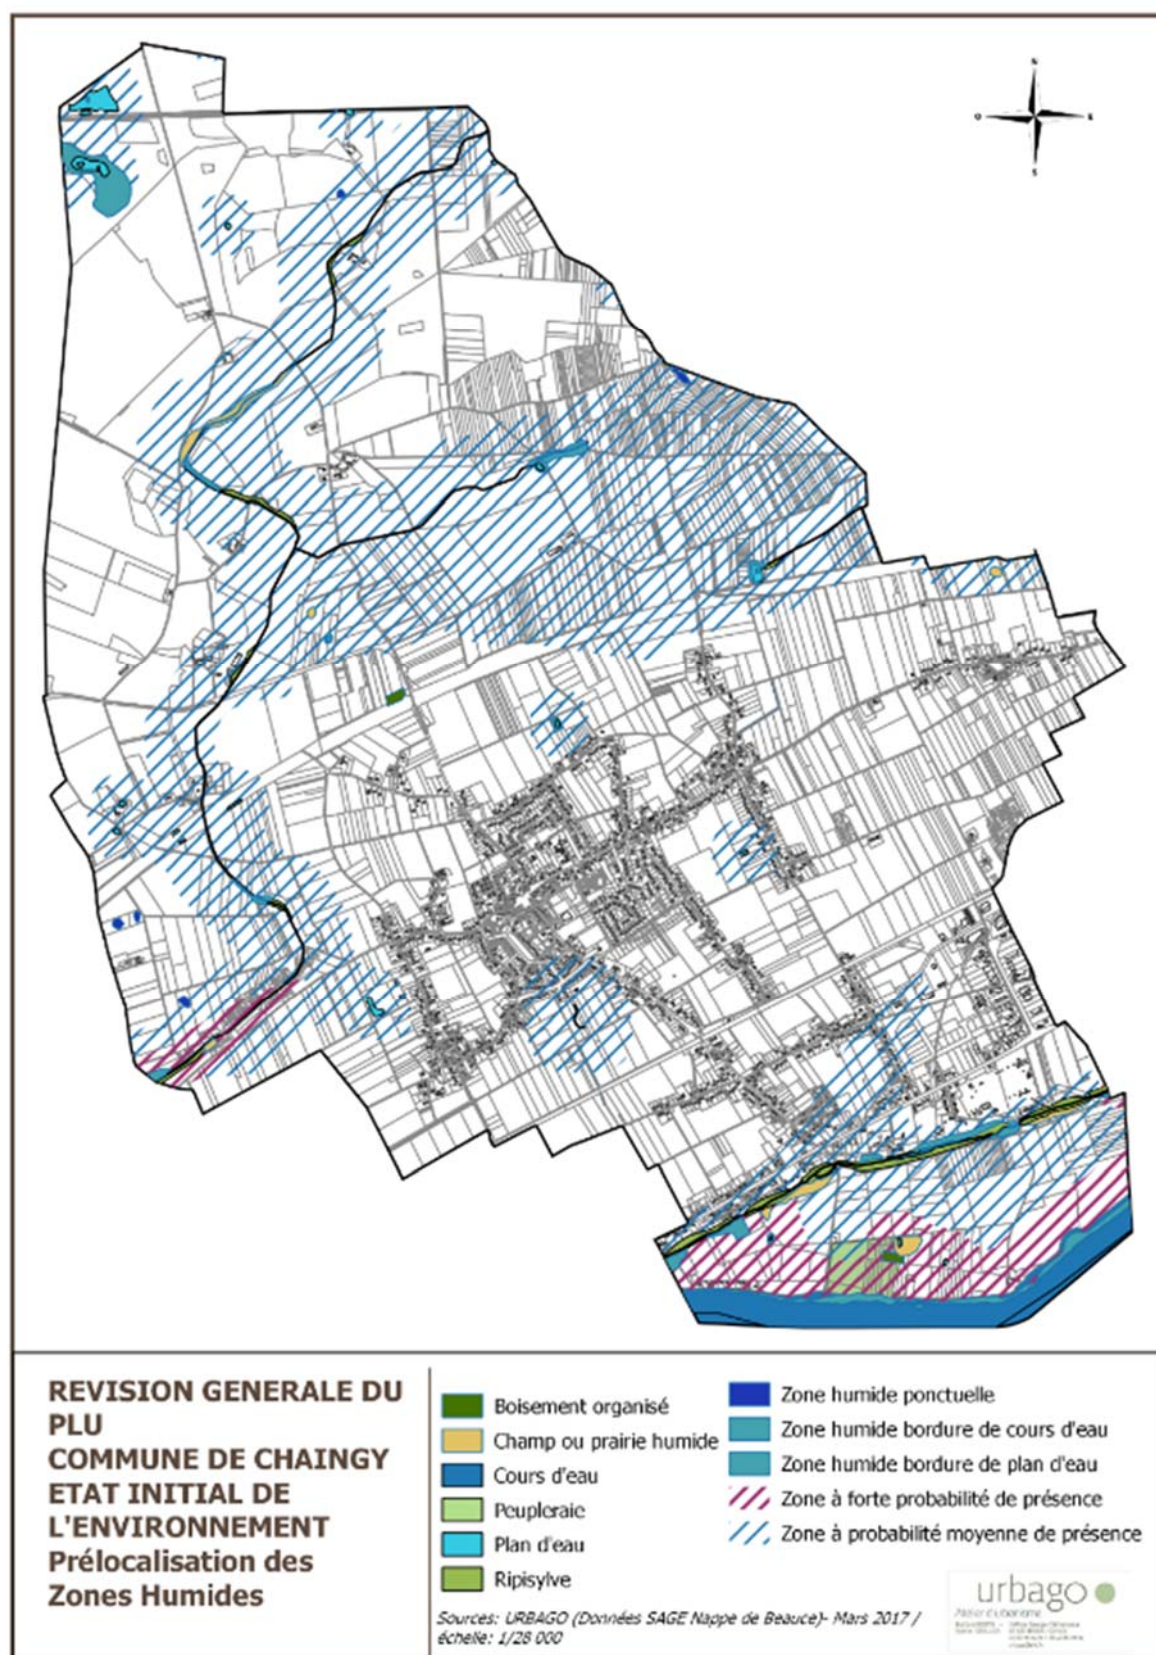 N
O
E
S
REVISION GENERALE DU
PLU
COMMUNE DE CHAINGY
ETAT INITIAL DE
L'ENVIRONNEMENT
Prélocalisation des
Zones Humides
Boisement organisé
Champ ou prairie humide
Cours d'eau
Peupleraie
Plan d'eau
Ripisylve
Zone humide ponctuelle
Zone humide bordure de cours d'eau
Zone humide bordure de plan d'eau
Zone à forte probabilité de présence
Zone à probabilité moyenne de présence
Sources: URBAGO (Données SAGE Nappe de Beauce)- Mars 2017 /
échelle: 1/28 000
urbago
Atelier d'urbanisme